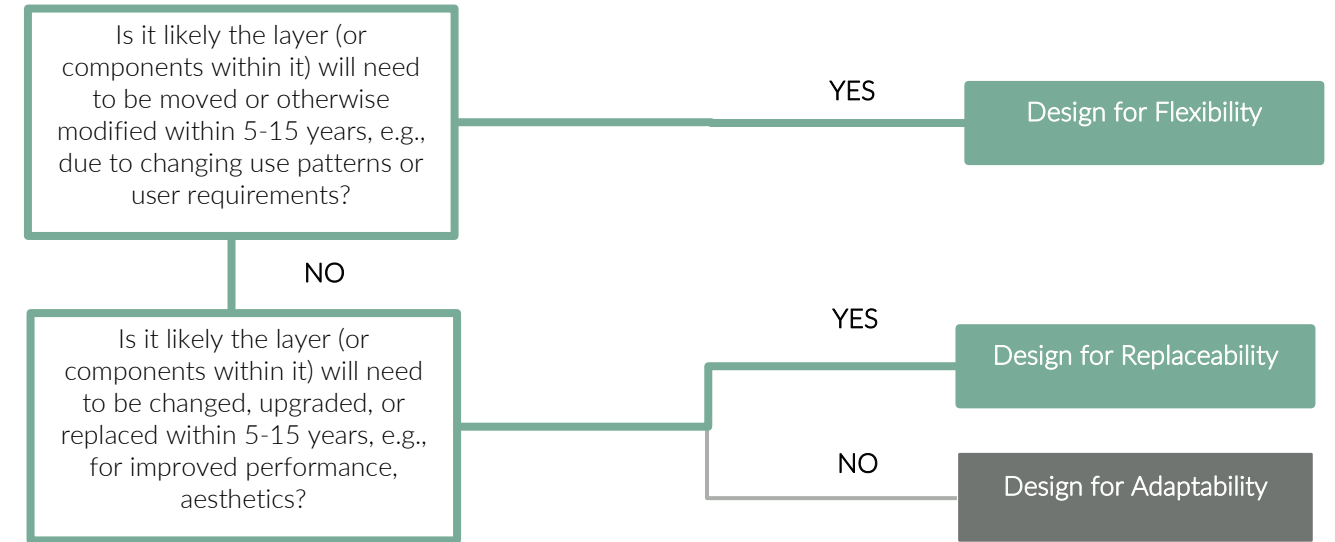 Is it likely the layer (or
components within it) will need
to be moved or otherwise
modified within 5-15 years, e.g.,
due to changing use patterns or
user requirements?
YES
Design for Flexibility
NO
Is it likely the layer (or
components within it) will need
to be changed, upgraded, or
replaced within 5-15 years, e.g.,
for improved performance,
aesthetics?
YES
Design for Replaceability
NO
Design for Adaptability